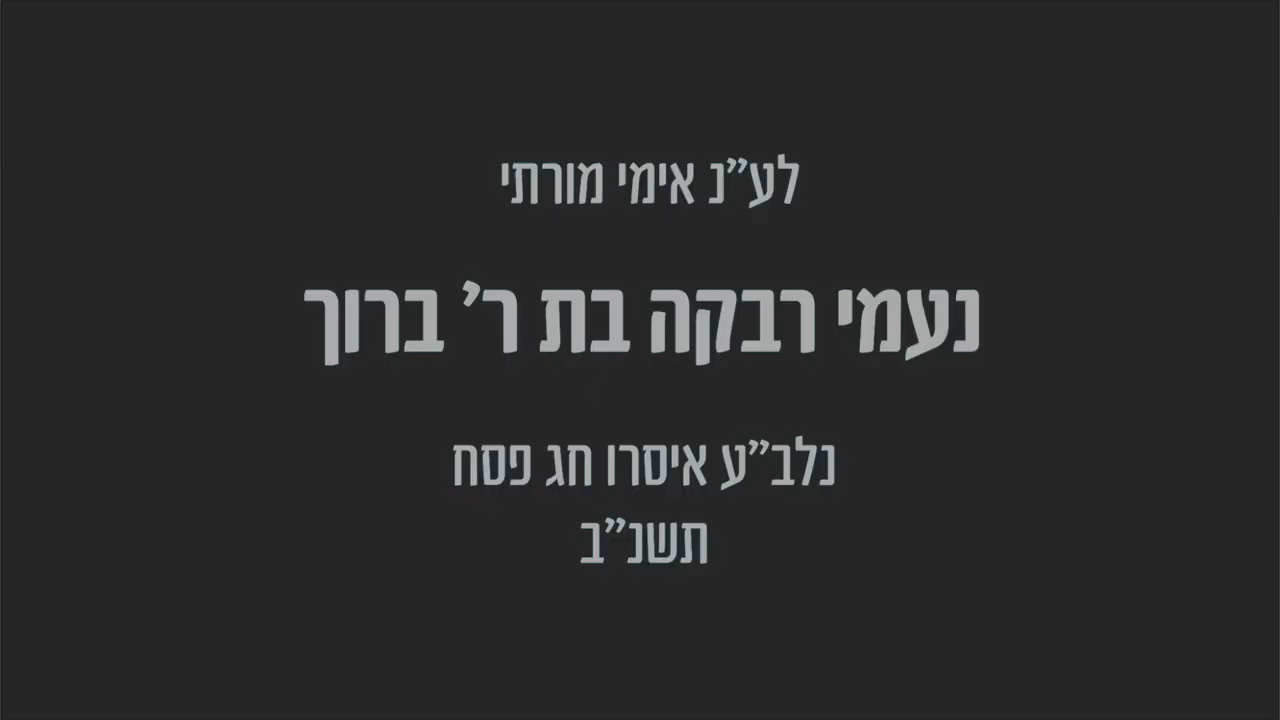 לע"נ אימי מורתי
נעמי רבקה בת ר' ברוך
נלב"ע איסרו חג פסח
תשנ"ב